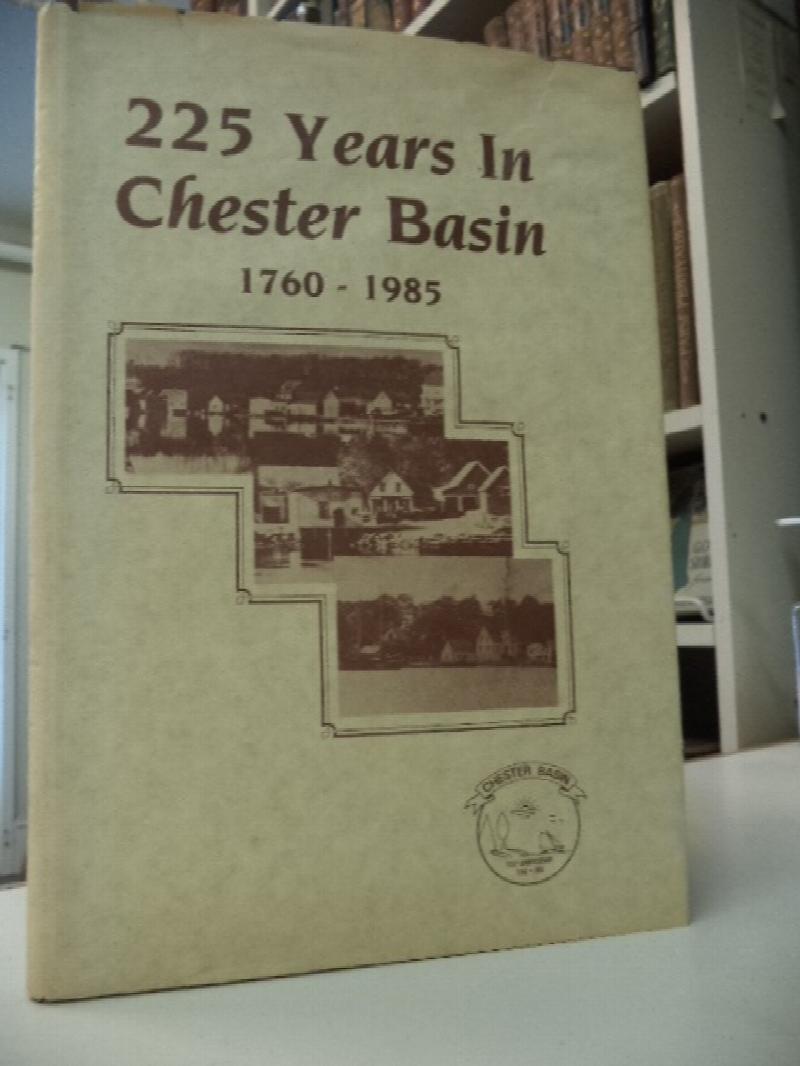 225 Years In
Chester Basin
1760 - 1985
CHESTER BASIN